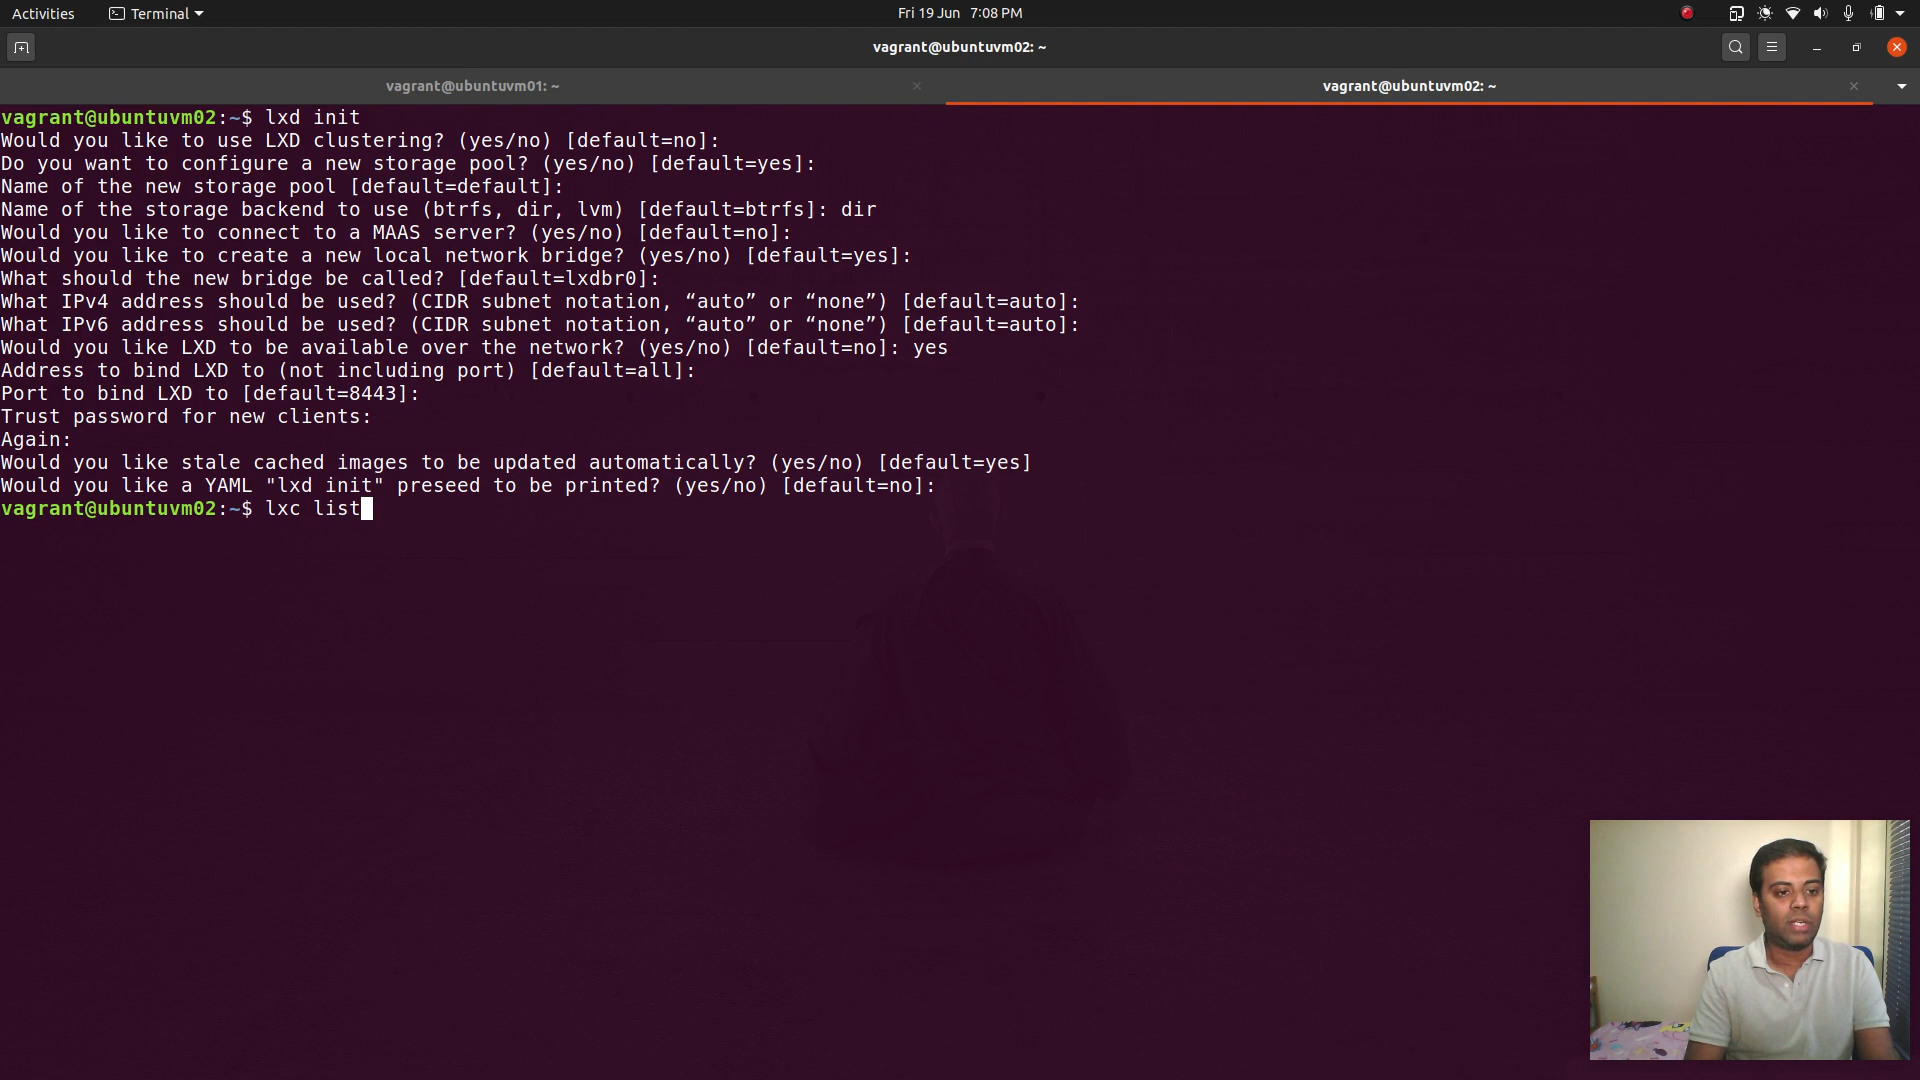 Activities
Terminal
Fri 19 Jun 7:08 PM
vagrant@ubuntuvm02: ~
vagrant@ubuntuvm01: ~
vagrant@ubuntuvm02: ~
vagrant@ubuntuvm02:~$ lxd init
Would you like to use LXD clustering? (yes/no) [default=no]:
Do you want to configure a new storage pool? (yes/no) [default=yes]:
Name of the new storage pool [default=default]:
Name of the storage backend to use (btrfs, dir, lvm) [default=btrfs]: dir
Would you like to connect to a MAAS server? (yes/no) [default=no]:
Would you like to create a new local network bridge? (yes/no) [default=yes]:
What should the new bridge be called? [default=lxdbr0]:
What IPv4 address should be used? (CIDR subnet notation, “auto” or “none”) [default=auto]:
What IPv6 address should be used? (CIDR subnet notation, “auto” or “none”) [default=auto]:
Would you like LXD to be available over the network? (yes/no) [default=no]: yes
Address to bind LXD to (not including port) [default=all]:
Port to bind LXD to [default=8443]:
Trust password for new clients:
Again:
Would you like stale cached images to be updated automatically? (yes/no) [default=yes]
Would you like a YAML "lxd init" preseed to be printed? (yes/no) [default=no]:
vagrant@ubuntuvm02:~$ lxc list